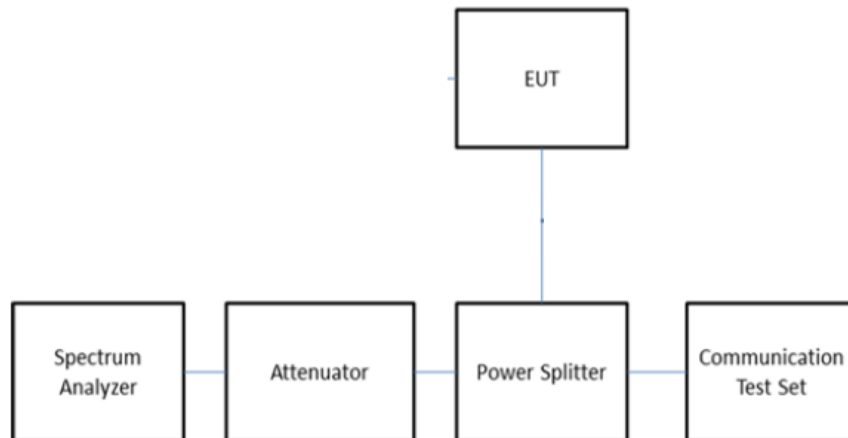 EUT
Spectrum
Analyzer
Attenuator
Power Splitter
Communication
Test Set